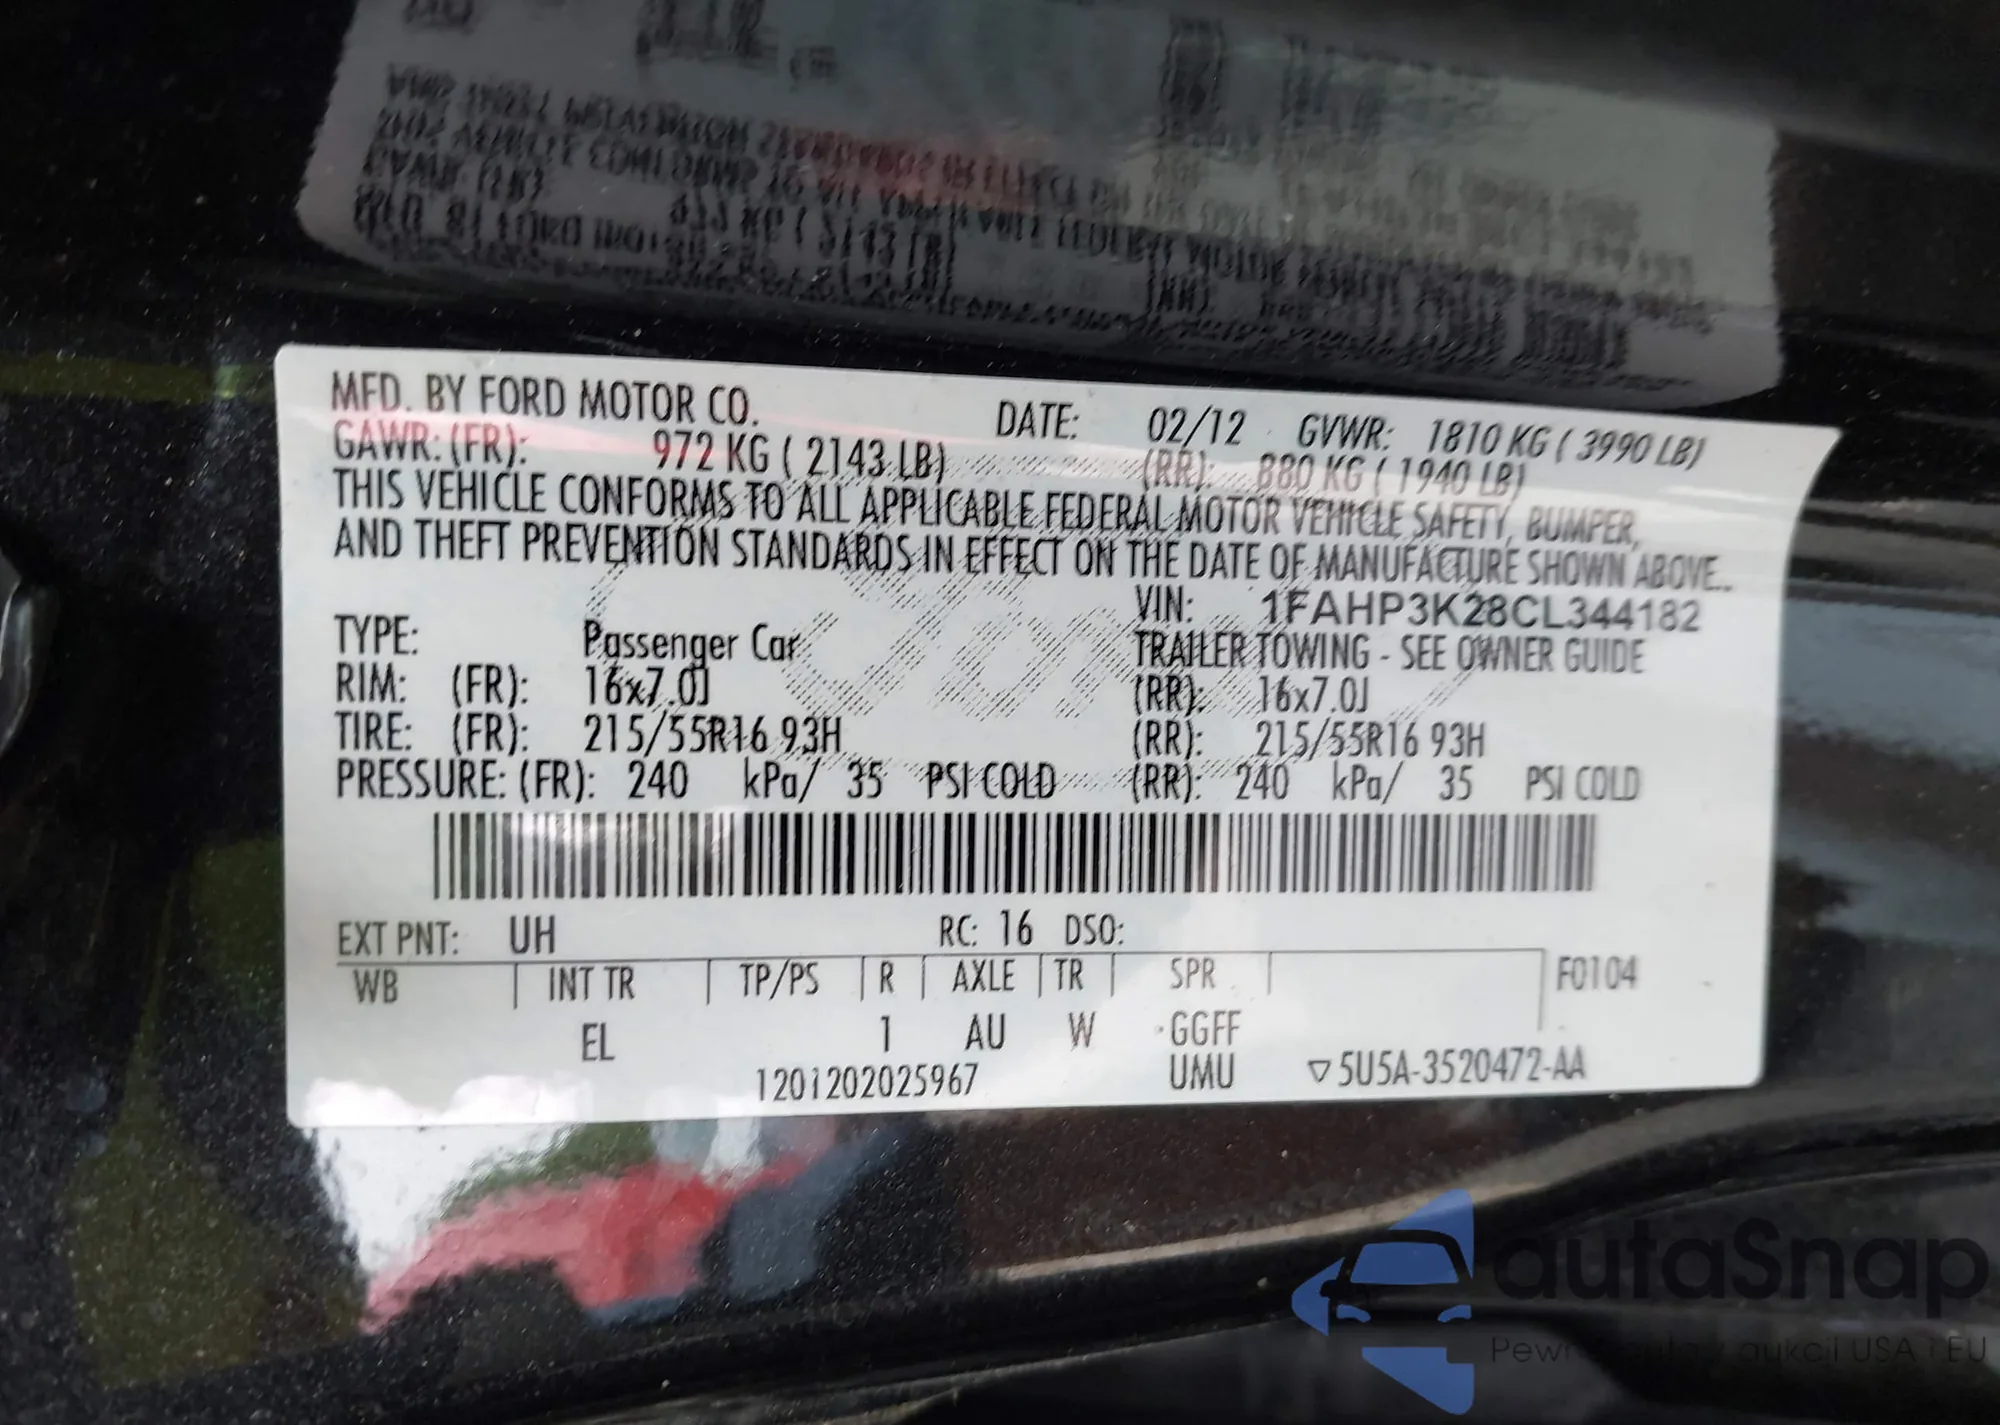 MFD. BY FORD MOTOR CO. DATE: 02/12 GVWR: 1810 KG ( 3990 LB)
GAWR: (FR): 972 KG ( 2143 LB) (RR): 880 KG ( 1940 LB)
THIS VEHICLE CONFORMS TO ALL APPLICABLE FEDERAL MOTOR VEHICLE SAFETY, BUMPER,
AND THEFT PREVENTION STANDARDS IN EFFECT ON THE DATE OF MANUFACTURE SHOWN ABOVE..
VIN: 1FAHP3K28CL344182
TYPE: Passenger Car TRAILER TOWING - SEE OWNER GUIDE
RIM: (FR): 16x7.0J (RR): 16x7.0J
TIRE: (FR): 215/55R16 93H (RR): 215/55R16 93H
PRESSURE: (FR): 240 kPa/ 35 PSI COLD (RR): 240 kPa/ 35 PSI COLD
EXT PNT: UH RC: 16 DSO:
WB INT TR TP/PS R AXLE TR SPR F0104
EL 1 AU W GGFF
1201202025967 UMU ▽5U5A-3520472-AA
autaSnap
aukcji USA i EU